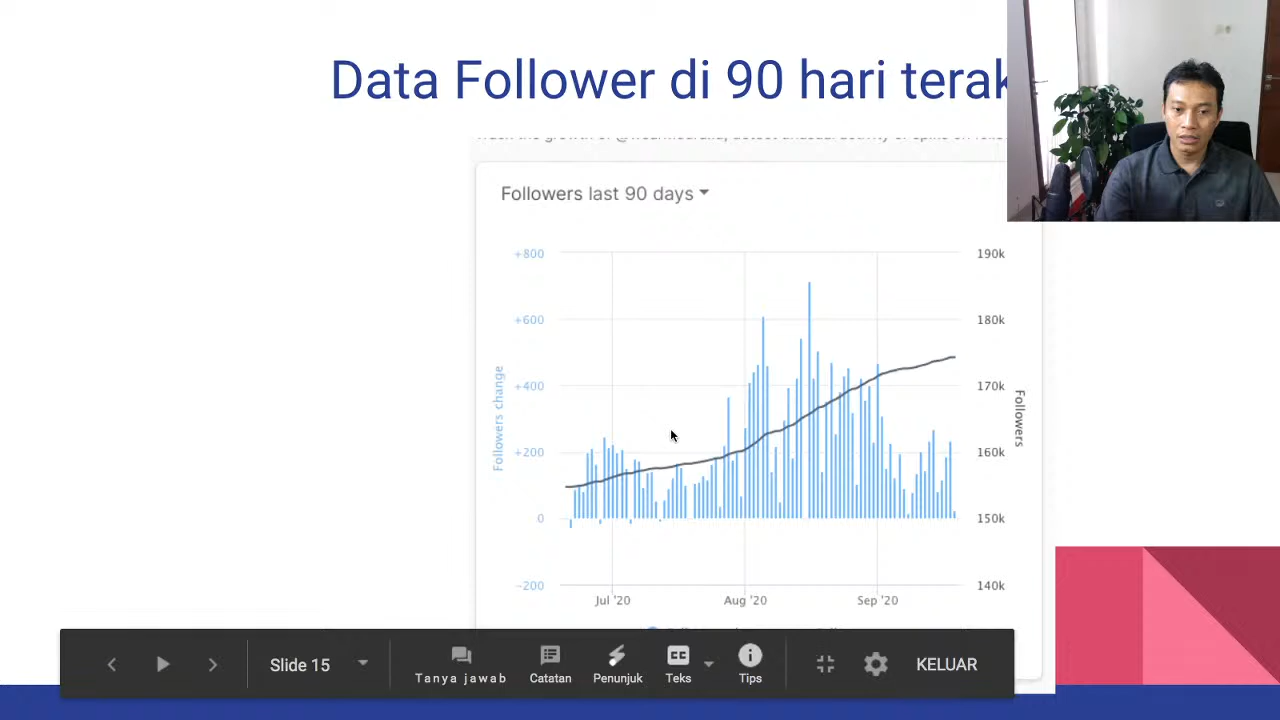 Data Follower di 90 hari terak
Followers last 90 days
+800
190k
+600
180k
+400
170k
+200
160k
0
150k
-200
140k
Followers change
Followers
Jul '20
Aug '20
Sep '20
Slide 15
Tanya jawab
Catatan
Penunjuk
Teks
Tips
KELUAR